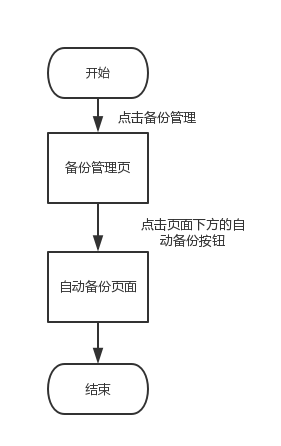 开始
点击备份管理
备份管理页
点击页面下方的自
动备份按钮
自动备份页面
结束